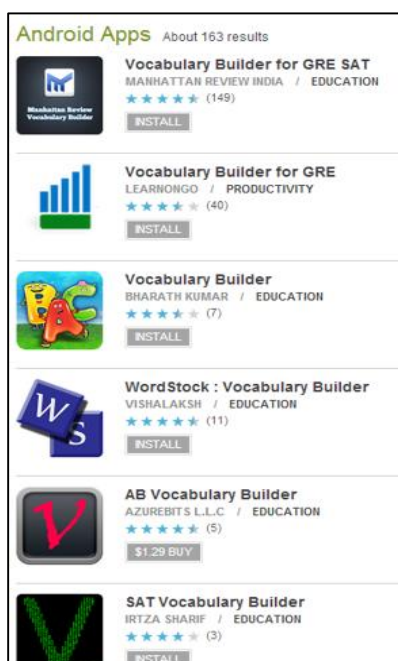 Android Apps About 163 results
Vocabulary Builder for GRE SAT
MANHATTAN REVIEW INDIA / EDUCATION
(149)
Manhattan Review
Vocabulary Builder
INSTALL
Vocabulary Builder for GRE
LEARNONGO / PRODUCTIVITY
(40)
INSTALL
Vocabulary Builder
BHARATH KUMAR / EDUCATION
(7)
B A C
INSTALL
WordStock : Vocabulary Builder
VISHALAKSH / EDUCATION
W S
(11)
INSTALL
AB Vocabulary Builder
AZUREBITS L.L.C / EDUCATION
V
(5)
$1.29 BUY
SAT Vocabulary Builder
IRTZA SHARIF / EDUCATION
V
(3)
INSTALL